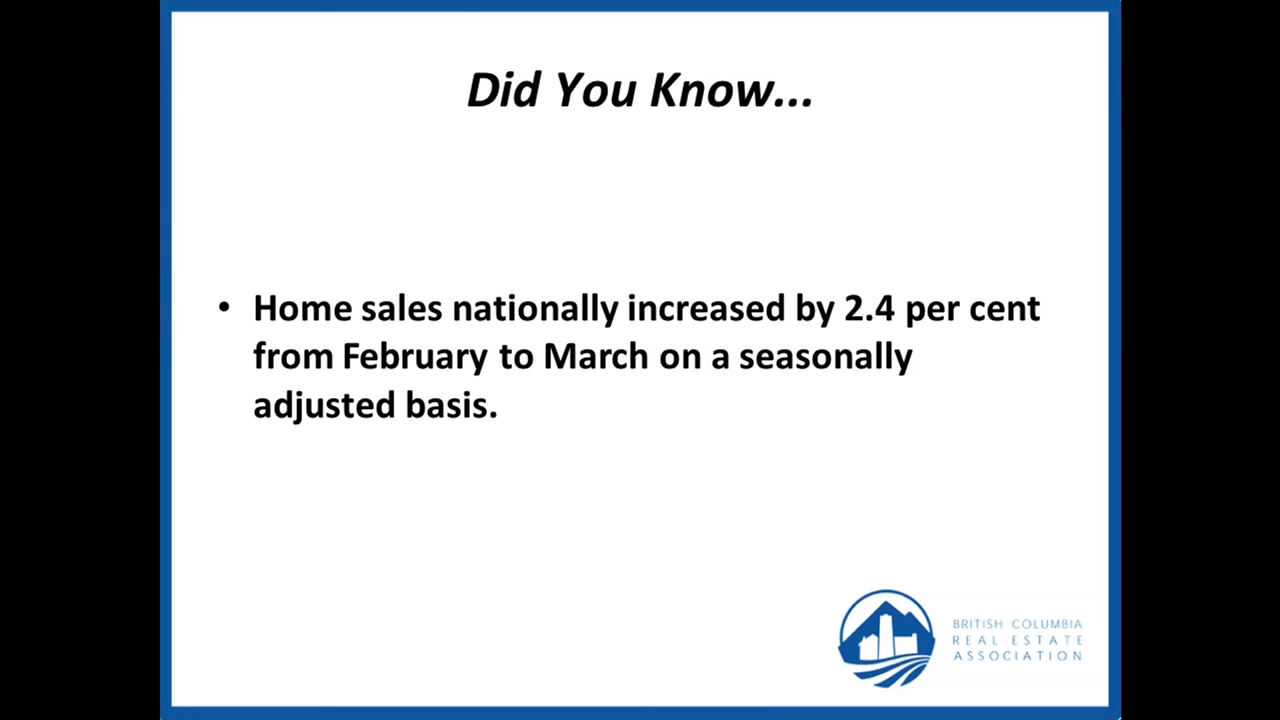 Did You Know...
• Home sales nationally increased by 2.4 per cent
from February to March on a seasonally
adjusted basis.
BRITISH COLUMBIA
REAL ESTATE
ASSOCIATION